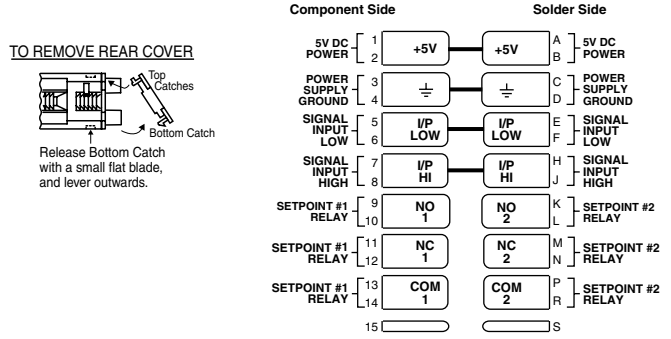 Component Side
Solder Side
TO REMOVE REAR COVER
Top
Catches
Bottom Catch
Release Bottom Catch
with a small flat blade,
and lever outwards.
5V DC
POWER
1
2
+5V
+5V
A
B
5V DC
POWER
POWER
SUPPLY
GROUND
3
4
C
D
POWER
SUPPLY
GROUND
SIGNAL
INPUT
LOW
5
6
I/P
LOW
I/P
LOW
E
F
SIGNAL
INPUT
LOW
SIGNAL
INPUT
HIGH
7
8
I/P
HI
I/P
HI
H
J
SIGNAL
INPUT
HIGH
SETPOINT #1
RELAY
9
10
NO
1
NO
2
K
L
SETPOINT #2
RELAY
SETPOINT #1
RELAY
11
12
NC
1
NC
2
M
N
SETPOINT #2
RELAY
SETPOINT #1
RELAY
13
14
COM
1
COM
2
P
R
SETPOINT #2
RELAY
15
S